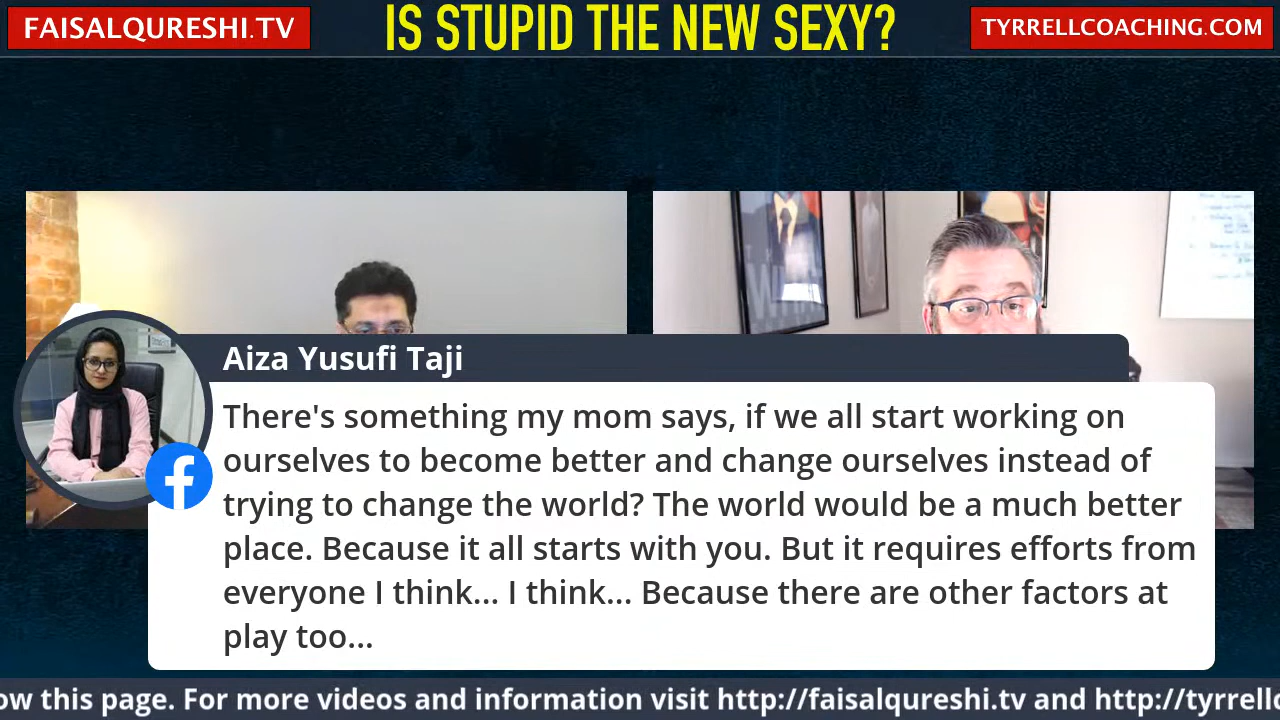 FAISALQURESHI.TV
IS STUPID THE NEW SEXY?
TYRRELLCOACHING.COM
Aiza Yusufi Taji
There's something my mom says, if we all start working on
ourselves to become better and change ourselves instead of
trying to change the world? The world would be a much better
place. Because it all starts with you. But it requires efforts from
everyone I think... I think... Because there are other factors at
play too...
ow this page. For more videos and information visit http://faisalqureshi.tv and http://tyrrell